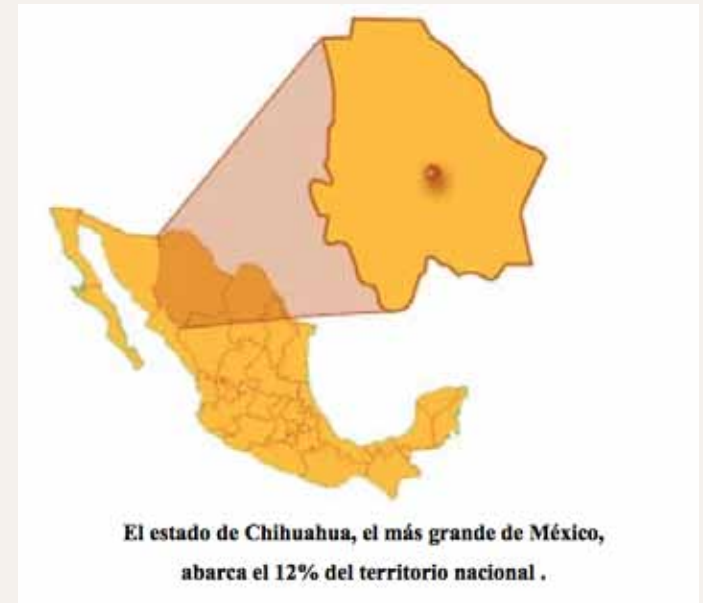 El estado de Chihuahua, el más grande de México,
abarca el 12% del territorio nacional .